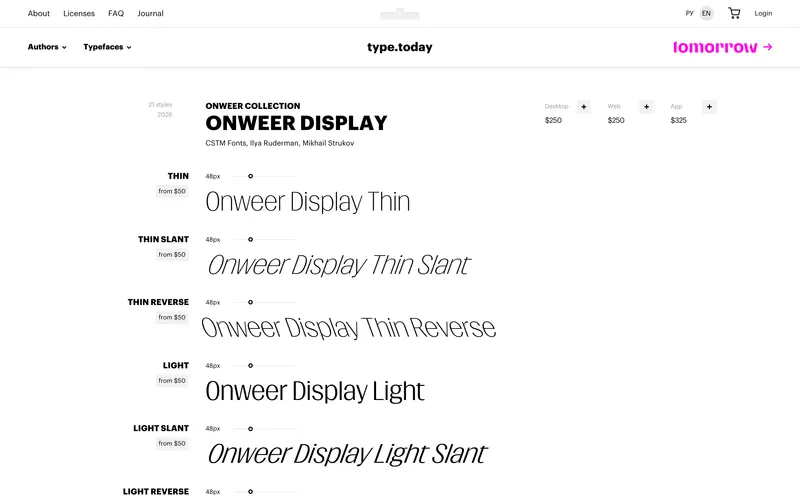 About Licenses FAQ Journal РУ EN Login
Authors Typefaces type.today tomorrow →
21 styles
2026
ONWEER COLLECTION
ONWEER DISPLAY
CSTM Fonts, Ilya Ruderman, Mikhail Strukov
Desktop + Web + App +
$250 $250 $325
THIN 48px
from $50
Onweer Display Thin
THIN SLANT 48px
from $50
Onweer Display Thin Slant
THIN REVERSE 48px
from $50
Onweer Display Thin Reverse
LIGHT 48px
from $50
Onweer Display Light
LIGHT SLANT 48px
from $50
Onweer Display Light Slant
LIGHT REVERSE 48px